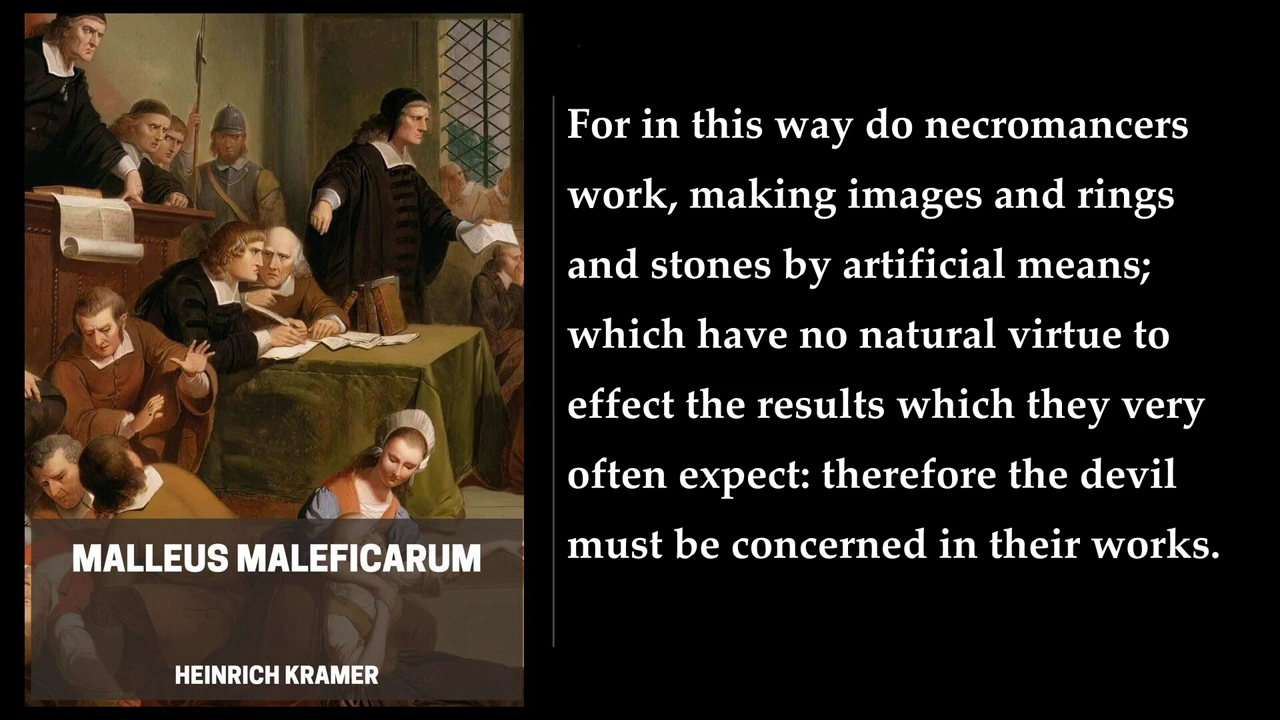 MALLEUS MALEFICARUM
HEINRICH KRAMER
For in this way do necromancers
work, making images and rings
and stones by artificial means;
which have no natural virtue to
effect the results which they very
often expect: therefore the devil
must be concerned in their works.